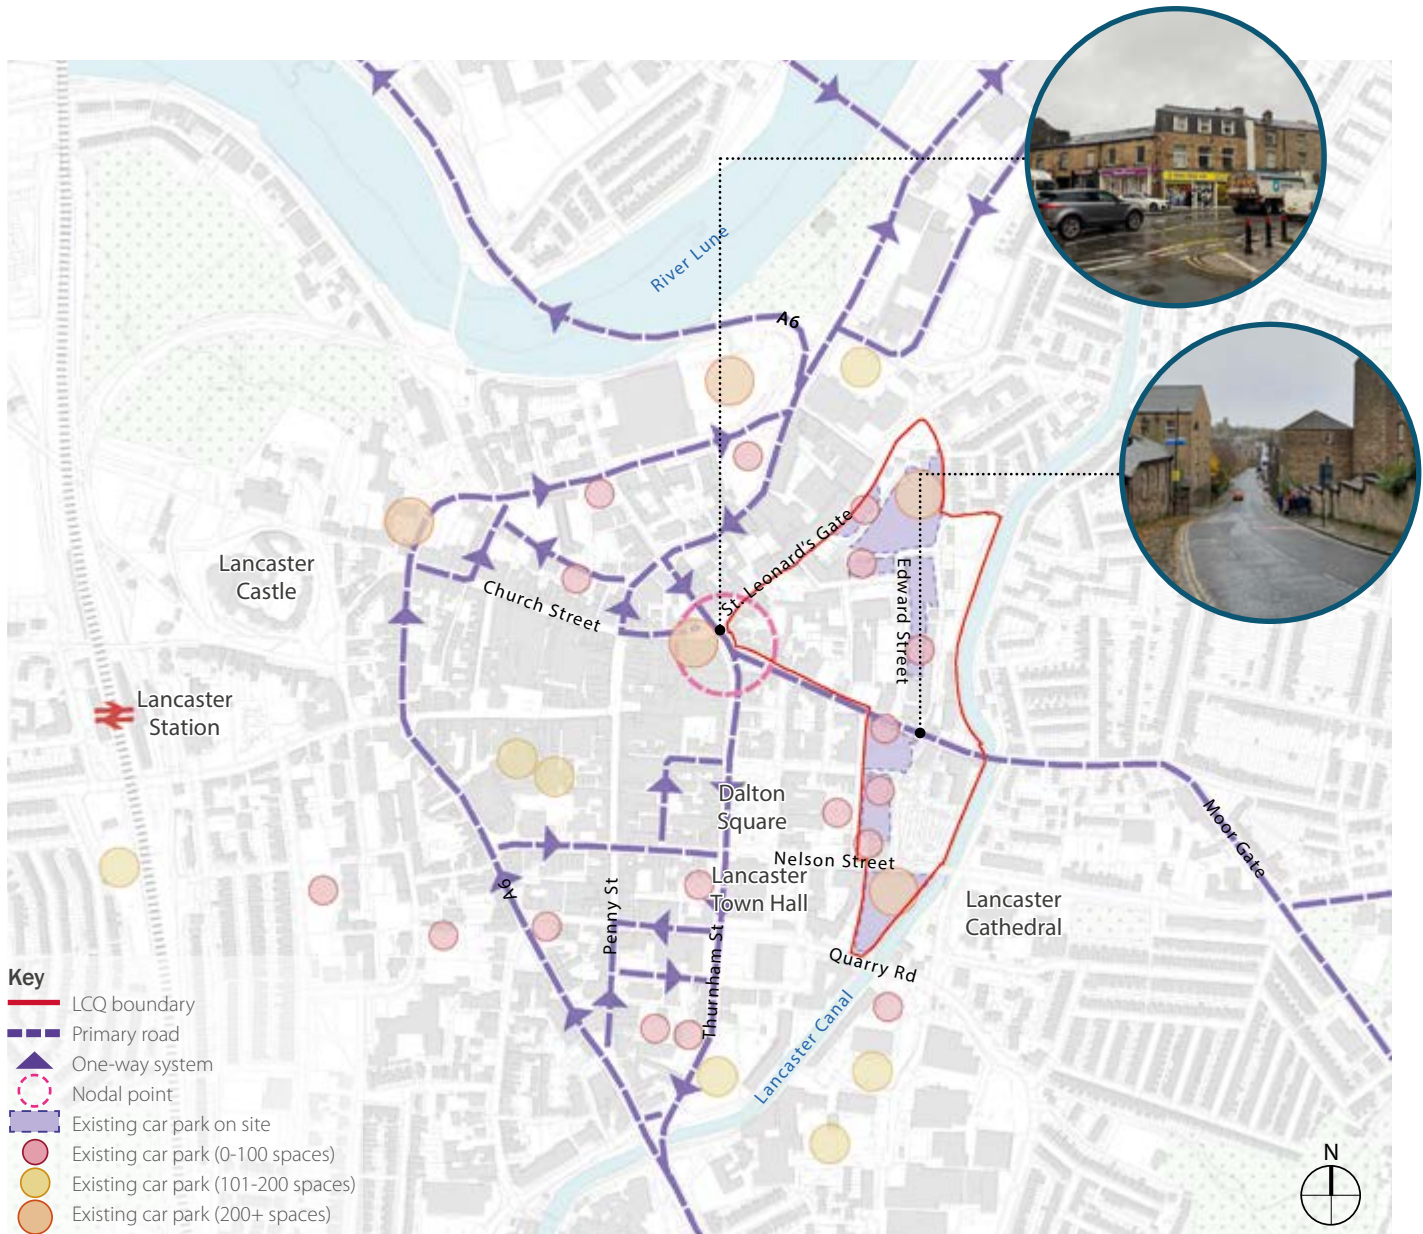 River Lune
A6
St. Leonard's Gate
Lancaster
Castle
Church Street
Edward Street
Lancaster
Station
Dalton
Square
Moor Gate
Nelson Street
A6
Lancaster
Town Hall
Penny St
Lancaster
Cathedral
Thurnham St
Quarry Rd
Lancaster Canal
Key
LCQ boundary
Primary road
One-way system
Nodal point
Existing car park on site
Existing car park (0-100 spaces)
Existing car park (101-200 spaces)
Existing car park (200+ spaces)
N